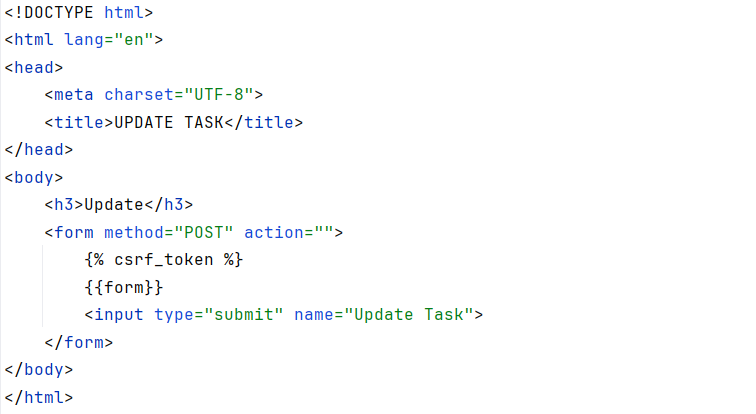 <!DOCTYPE html>
<html lang="en">
<head>
    <meta charset="UTF-8">
    <title>UPDATE TASK</title>
</head>
<body>
    <h3>Update</h3>
    <form method="POST" action="">
        {% csrf_token %}
        {{form}}
        <input type="submit" name="Update Task">
    </form>
</body>
</html>